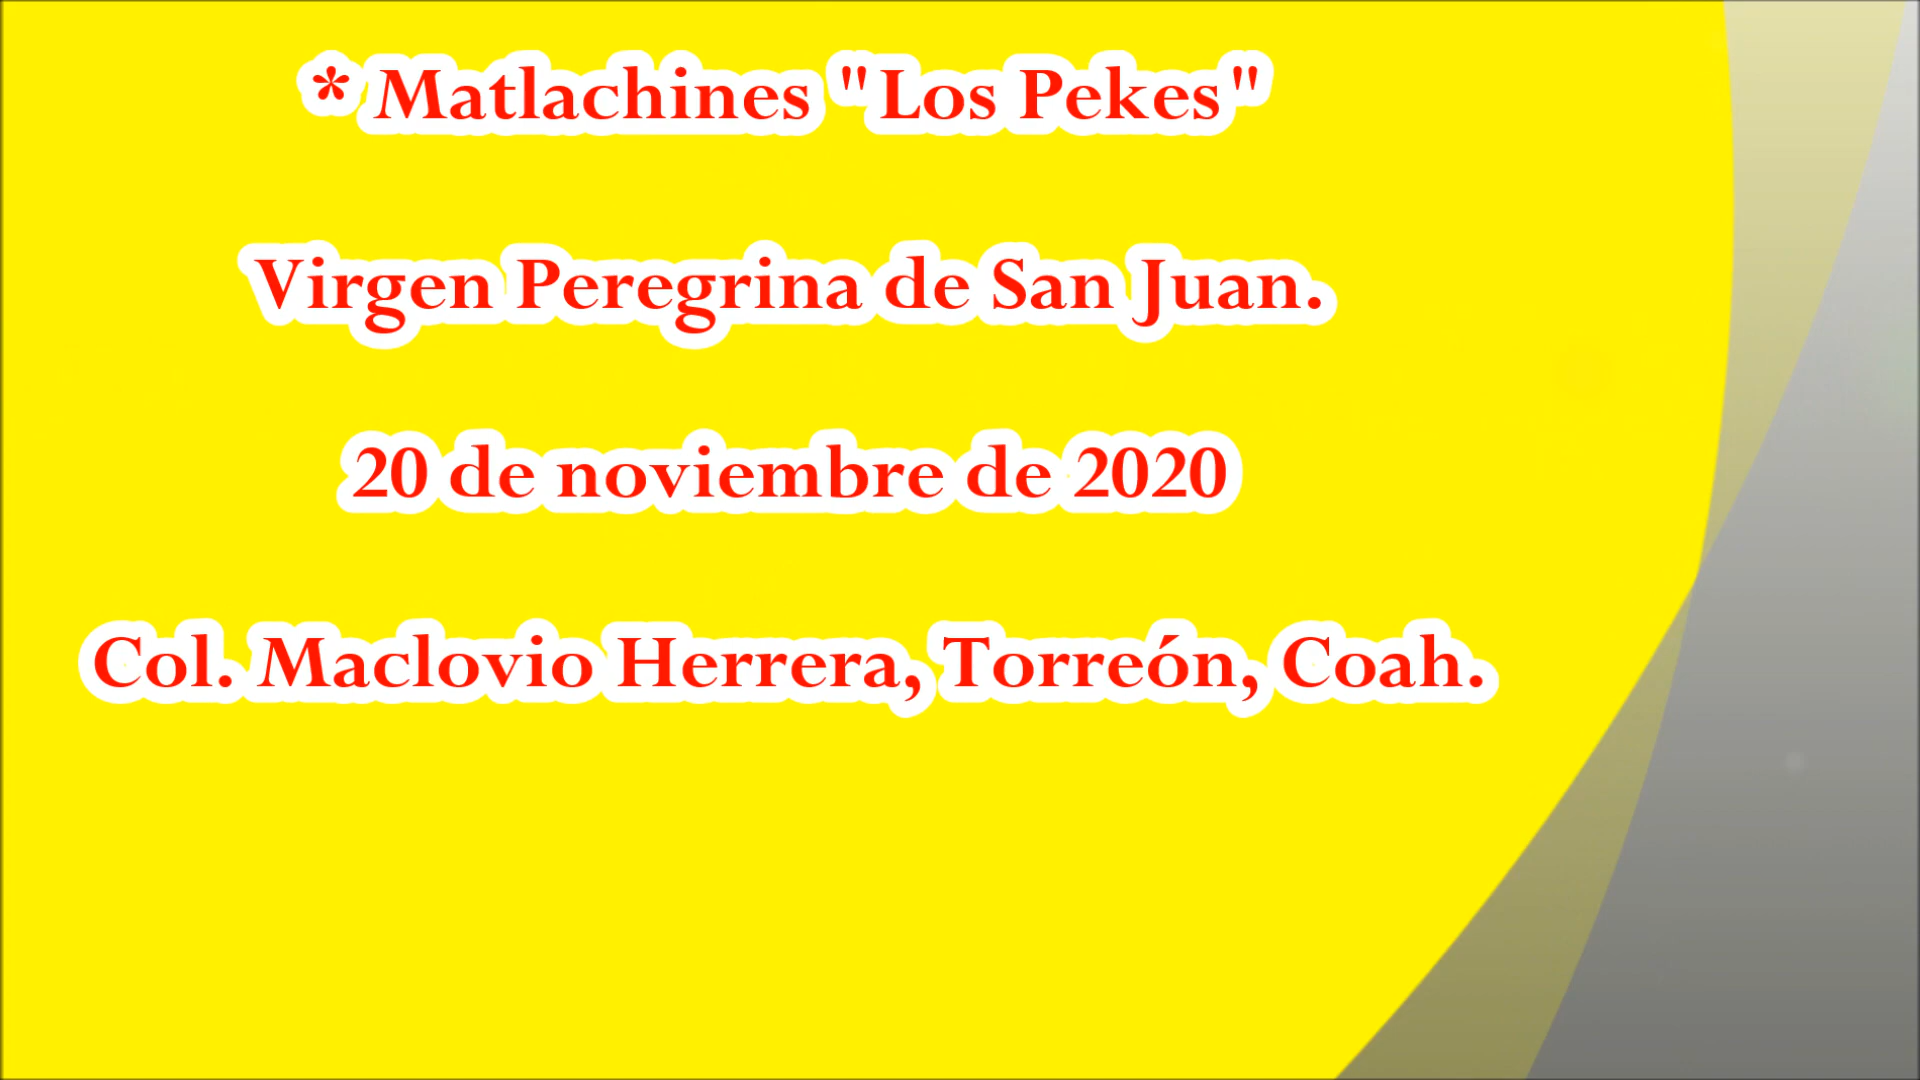 * Matlachines "Los Pekes"
Virgen Peregrina de San Juan.
20 de noviembre de 2020
Col. Maclovio Herrera, Torreón, Coah.